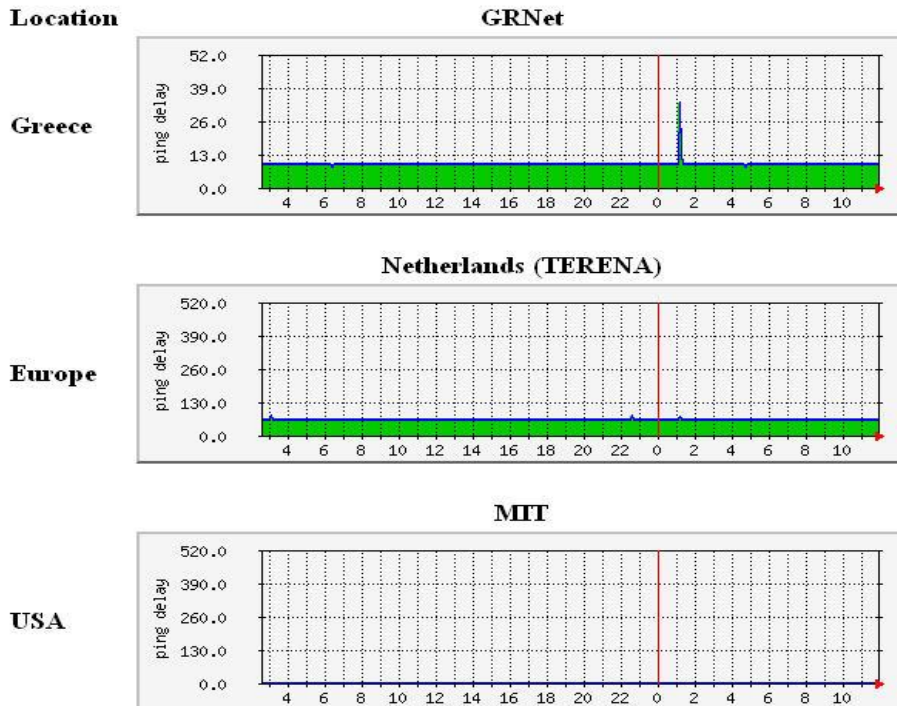 Location
GRNet
Greece
ping delay
52.0
39.0
26.0
13.0
0.0
4 6 8 10 12 14 16 18 20 22 0 2 4 6 8 10
Netherlands (TERENA)
Europe
ping delay
520.0
390.0
260.0
130.0
0.0
4 6 8 10 12 14 16 18 20 22 0 2 4 6 8 10
MIT
USA
ping delay
520.0
390.0
260.0
130.0
0.0
4 6 8 10 12 14 16 18 20 22 0 2 4 6 8 10